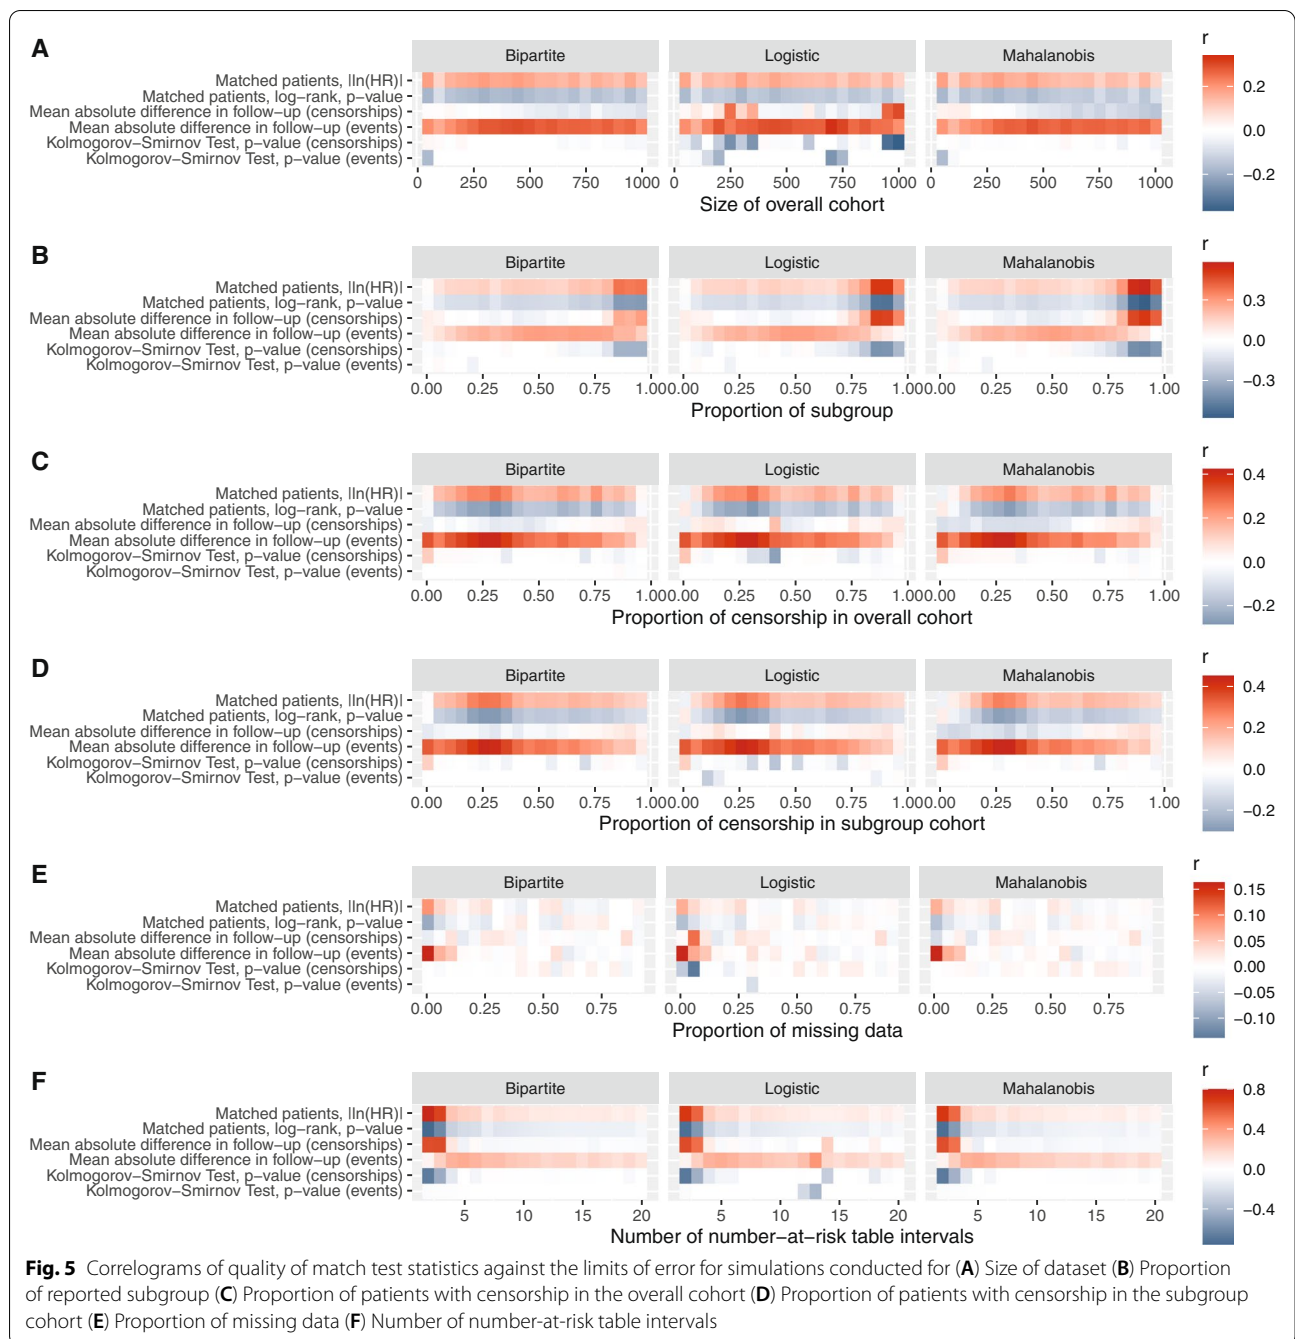 A
Bipartite
Logistic
Mahalanobis
r
Matched patients, |ln(HR)|
Matched patients, log−rank, p−value
Mean absolute difference in follow−up (censorships)
Mean absolute difference in follow−up (events)
Kolmogorov−Smirnov Test, p−value (censorships)
Kolmogorov−Smirnov Test, p−value (events)
0.2
0.0
−0.2
0 250 500 750 1000 0 250 500 750 1000 0 250 500 750 1000
Size of overall cohort
B
Bipartite
Logistic
Mahalanobis
r
Matched patients, |ln(HR)|
Matched patients, log−rank, p−value
Mean absolute difference in follow−up (censorships)
Mean absolute difference in follow−up (events)
Kolmogorov−Smirnov Test, p−value (censorships)
Kolmogorov−Smirnov Test, p−value (events)
0.3
0.0
−0.3
0.00 0.25 0.50 0.75 1.00 0.00 0.25 0.50 0.75 1.00 0.00 0.25 0.50 0.75 1.00
Proportion of subgroup
C
Bipartite
Logistic
Mahalanobis
r
Matched patients, |ln(HR)|
Matched patients, log−rank, p−value
Mean absolute difference in follow−up (censorships)
Mean absolute difference in follow−up (events)
Kolmogorov−Smirnov Test, p−value (censorships)
Kolmogorov−Smirnov Test, p−value (events)
0.4
0.2
0.0
−0.2
0.00 0.25 0.50 0.75 1.00 0.00 0.25 0.50 0.75 1.00 0.00 0.25 0.50 0.75 1.00
Proportion of censorship in overall cohort
D
Bipartite
Logistic
Mahalanobis
r
Matched patients, |ln(HR)|
Matched patients, log−rank, p−value
Mean absolute difference in follow−up (censorships)
Mean absolute difference in follow−up (events)
Kolmogorov−Smirnov Test, p−value (censorships)
Kolmogorov−Smirnov Test, p−value (events)
0.4
0.2
0.0
−0.2
0.00 0.25 0.50 0.75 1.00 0.00 0.25 0.50 0.75 1.00 0.00 0.25 0.50 0.75 1.00
Proportion of censorship in subgroup cohort
E
Bipartite
Logistic
Mahalanobis
r
Matched patients, |ln(HR)|
Matched patients, log−rank, p−value
Mean absolute difference in follow−up (censorships)
Mean absolute difference in follow−up (events)
Kolmogorov−Smirnov Test, p−value (censorships)
Kolmogorov−Smirnov Test, p−value (events)
0.15
0.10
0.05
0.00
−0.05
−0.10
0.00 0.25 0.50 0.75 0.00 0.25 0.50 0.75 0.00 0.25 0.50 0.75
Proportion of missing data
F
Bipartite
Logistic
Mahalanobis
r
Matched patients, |ln(HR)|
Matched patients, log−rank, p−value
Mean absolute difference in follow−up (censorships)
Mean absolute difference in follow−up (events)
Kolmogorov−Smirnov Test, p−value (censorships)
Kolmogorov−Smirnov Test, p−value (events)
0.8
0.4
0.0
−0.4
5 10 15 20 5 10 15 20 5 10 15 20
Number of number−at−risk table intervals
Fig. 5 Correlograms of quality of match test statistics against the limits of error for simulations conducted for (A) Size of dataset (B) Proportion
of reported subgroup (C) Proportion of patients with censorship in the overall cohort (D) Proportion of patients with censorship in the subgroup
cohort (E) Proportion of missing data (F) Number of number-at-risk table intervals